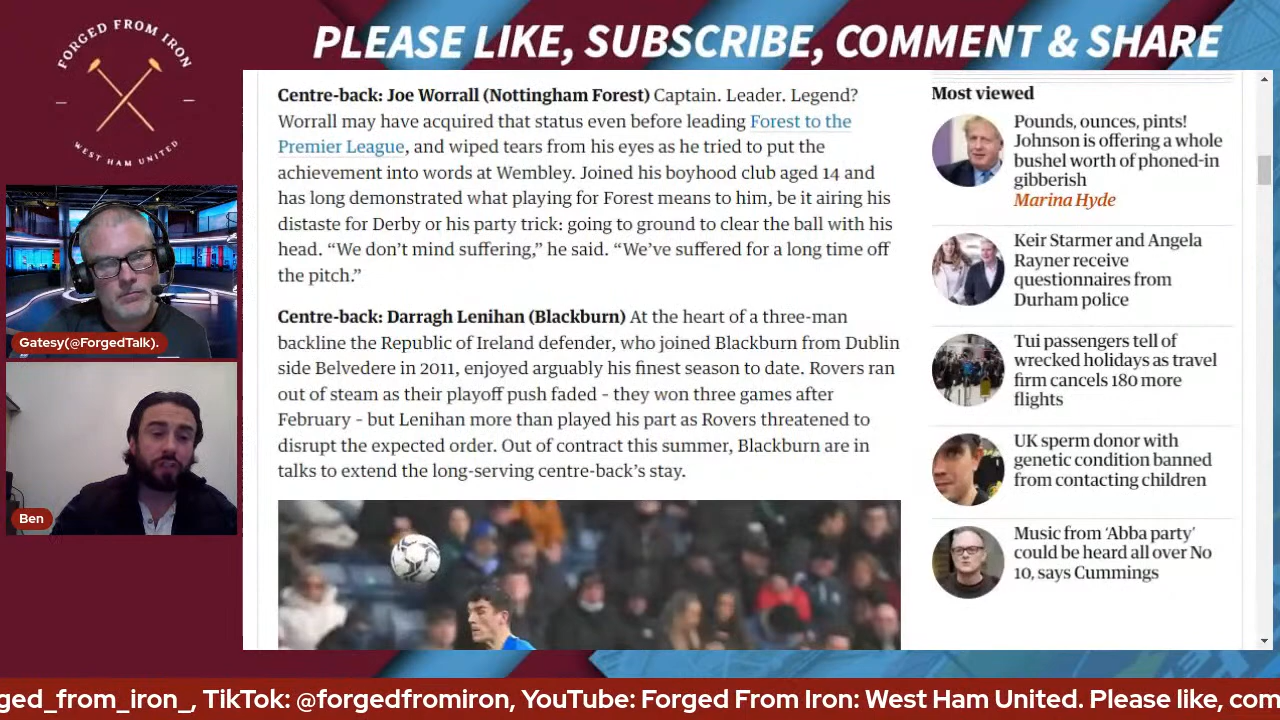 FORGED FROM IRON
WEST HAM UNITED
PLEASE LIKE, SUBSCRIBE, COMMENT & SHARE
Gatesy(@ForgedTalk).
Ben
Centre-back: Joe Worrall (Nottingham Forest) Captain. Leader. Legend?
Worrall may have acquired that status even before leading Forest to the
Premier League, and wiped tears from his eyes as he tried to put the
achievement into words at Wembley. Joined his boyhood club aged 14 and
has long demonstrated what playing for Forest means to him, be it airing his
distaste for Derby or his party trick: going to ground to clear the ball with his
head. “We don’t mind suffering,” he said. “We’ve suffered for a long time off
the pitch.”
Centre-back: Darragh Lenihan (Blackburn) At the heart of a three-man
backline the Republic of Ireland defender, who joined Blackburn from Dublin
side Belvedere in 2011, enjoyed arguably his finest season to date. Rovers ran
out of steam as their playoff push faded – they won three games after
February – but Lenihan more than played his part as Rovers threatened to
disrupt the expected order. Out of contract this summer, Blackburn are in
talks to extend the long-serving centre-back’s stay.
Most viewed
Pounds, ounces, pints!
Johnson is offering a whole
bushel worth of phoned-in
gibberish
Marina Hyde
Keir Starmer and Angela
Rayner receive
questionnaires from
Durham police
Tui passengers tell of
wrecked holidays as travel
firm cancels 180 more
flights
UK sperm donor with
genetic condition banned
from contacting children
Music from ‘Abba party’
could be heard all over No
10, says Cummings
ged_from_iron_, TikTok: @forgedfromiron, YouTube: Forged From Iron: West Ham United. Please like, com